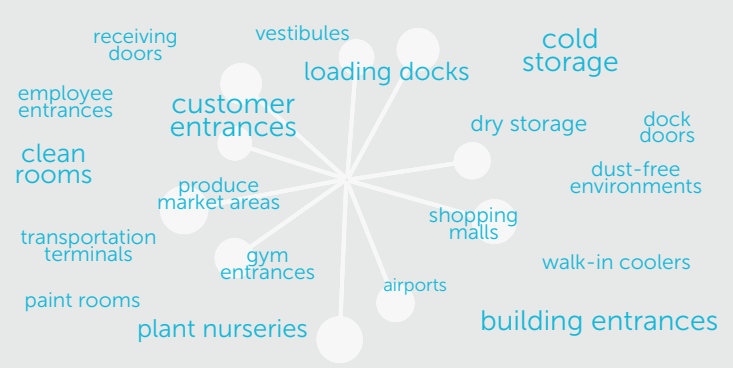 receiving
doors
vestibules
cold
storage
loading docks
employee
entrances
customer
entrances
dry storage
dock
doors
clean
rooms
dust-free
environments
produce
market areas
shopping
malls
transportation
terminals
gym
entrances
walk-in coolers
airports
paint rooms
plant nurseries
building entrances